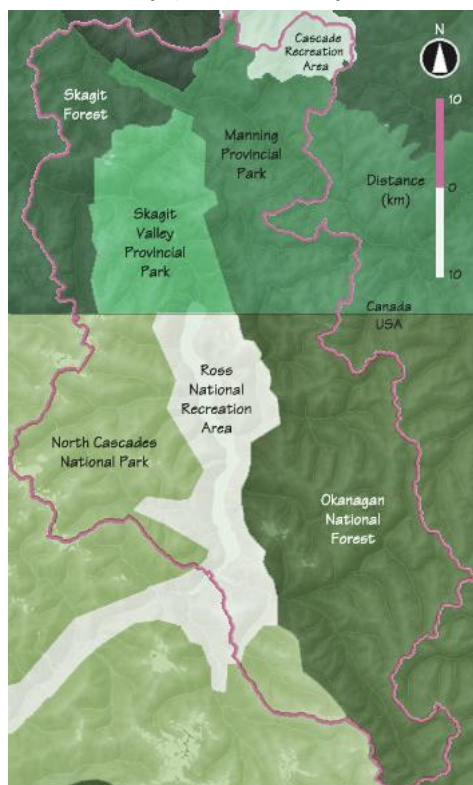 Cascade
Recreation
Area
N
Skagit
Forest
10
Manning
Provincial
Park
Distance
(km)
0
Skagit
Valley
Provincial
Park
10
Canada
USA
Ross
National
Recreation
Area
North Cascades
National Park
Okanagan
National
Forest